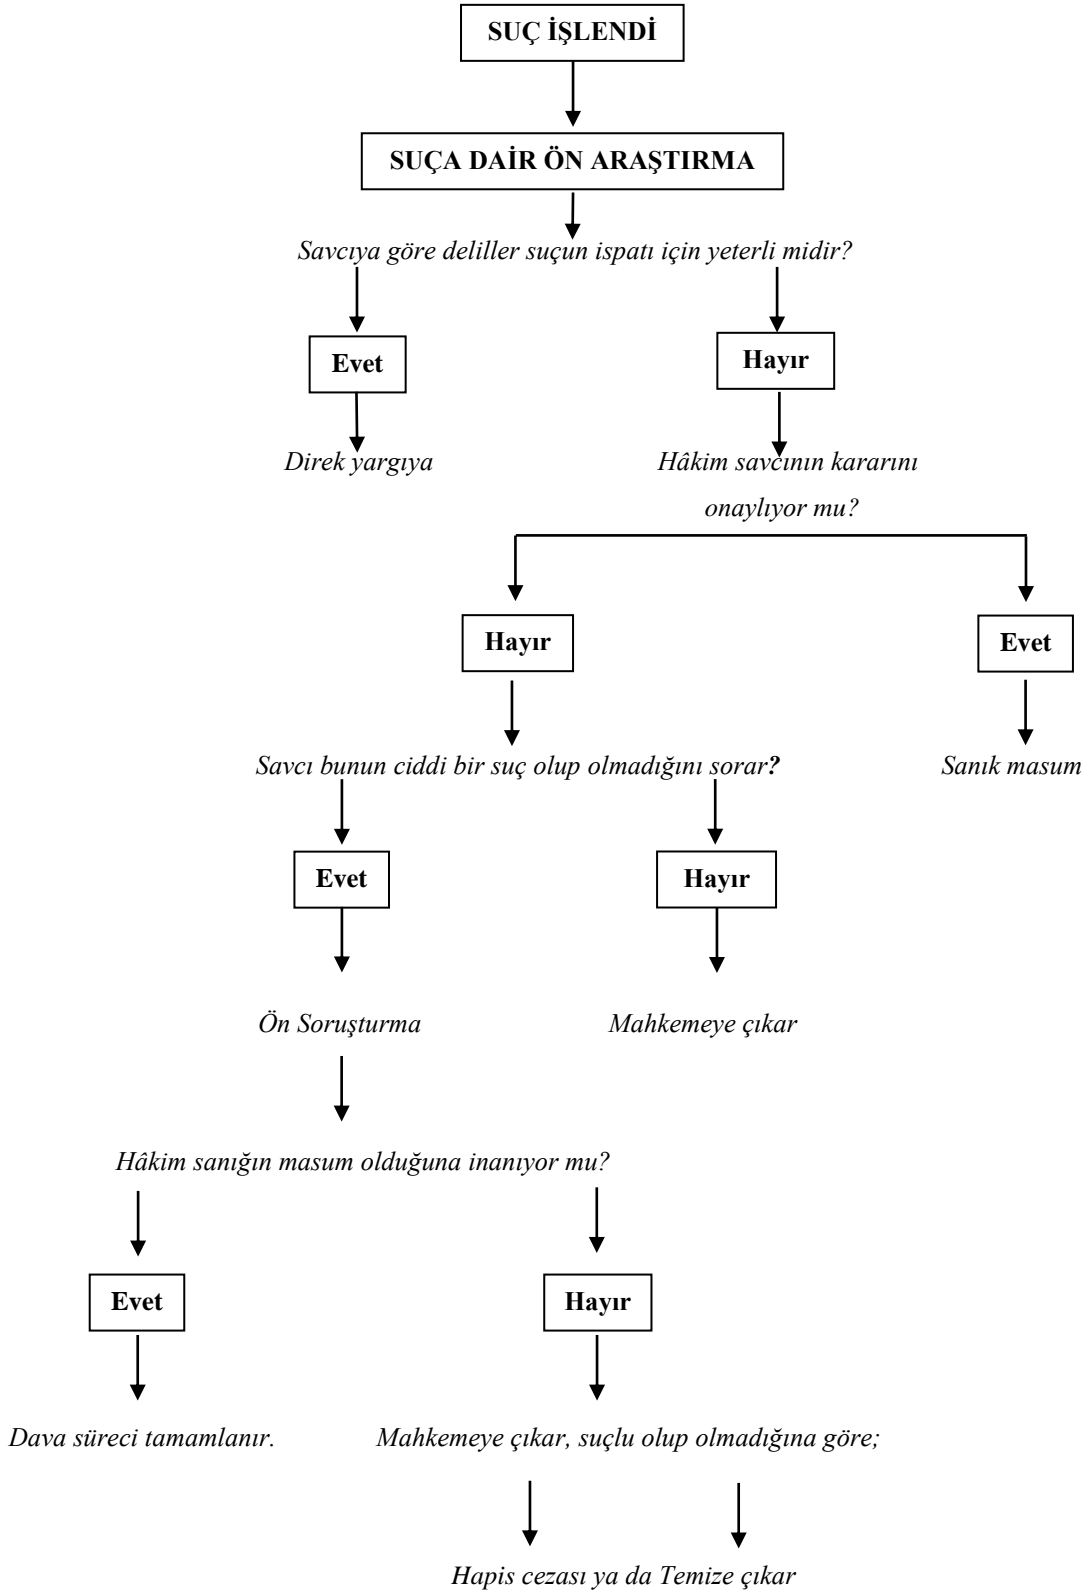 SUÇ İŞLENDİ
SUÇA DAİR ÖN ARAŞTIRMA
Savcıya göre deliller suçun ispatı için yeterli midir?
Evet
Hayır
Direk yargıya
Hâkim savcının kararını
onaylıyor mu?
Hayır
Evet
Savcı bunun ciddi bir suç olup olmadığını sorar?
Sanık masum
Evet
Hayır
Ön Soruşturma
Mahkemeye çıkar
Hâkim sanığın masum olduğuna inanıyor mu?
Evet
Hayır
Dava süreci tamamlanır.
Mahkemeye çıkar, suçlu olup olmadığına göre;
Hapis cezası ya da Temize çıkar